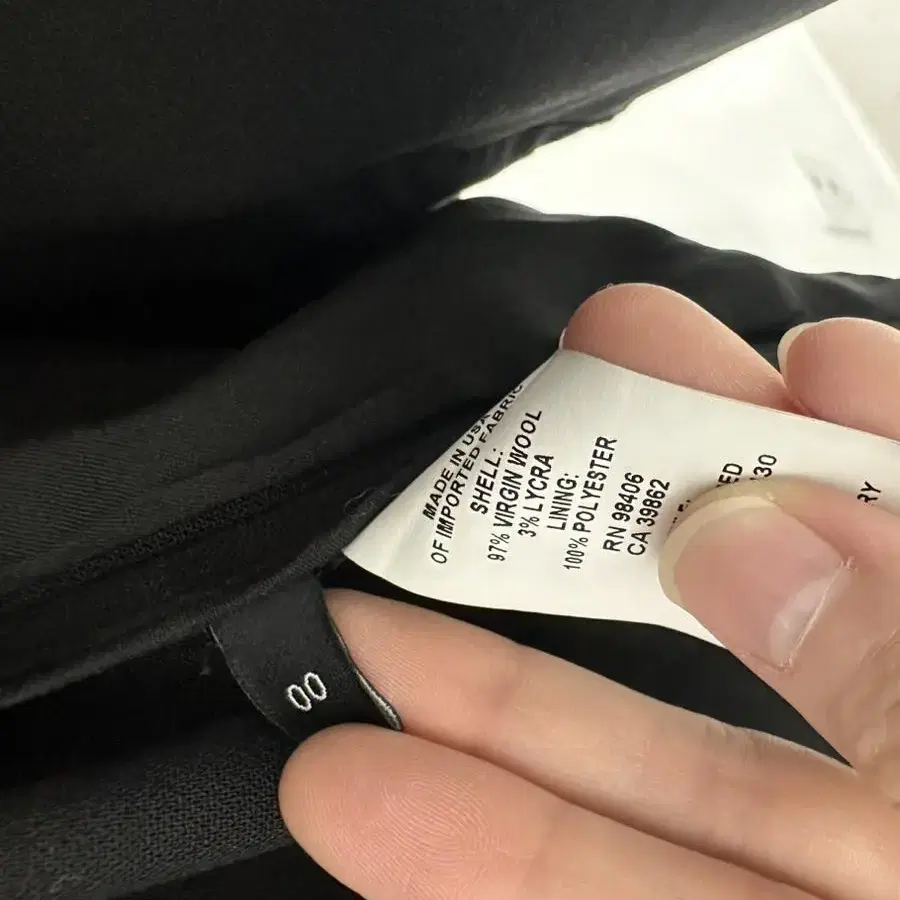 MADE IN USA
OF IMPORTED FABRIC
SHELL:
97% VIRGIN WOOL
3% LYCRA
LINING:
100% POLYESTER
RN 98406
CA 39862
00